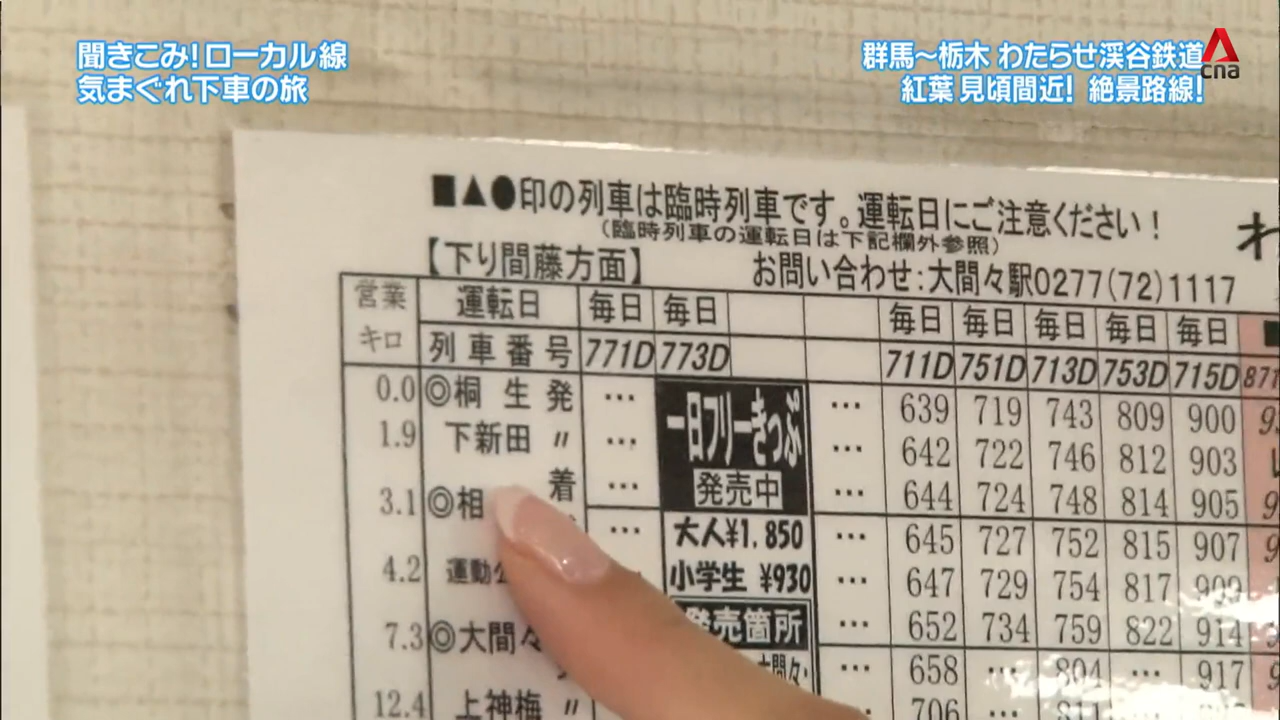 聞きこみ!ローカル線
気まぐれ下車の旅
群馬~栃木 わたらせ渓谷鉄道
紅葉 見頃間近! 絶景路線!
cna
■▲●印の列車は臨時列車です。運転日にご注意ください!
(臨時列車の運転日は下記欄外参照)
【下り間藤方面】 お問い合わせ:大間々駅0277(72)1117
営業キロ 運転日 毎日 毎日 毎日 毎日 毎日 毎日 毎日
列車番号 771D 773D 711D 751D 713D 753D 715D 871
0.0 ◎桐生発 … … 639 719 743 809 900
1.9 下新田 〃 … … 642 722 746 812 903
一日フリーきっぷ
発売中
3.1 ◎相 着 … … 644 724 748 814 905
… 大人¥1,850 … 645 727 752 815 907
4.2 運動 小学生 ¥930 … 647 729 754 817 909
7.3 ◎大間々 発売箇所 … 652 734 759 822 914
大間々・ … 658 … 804 … 917
12.4 上神梅 〃 706 …